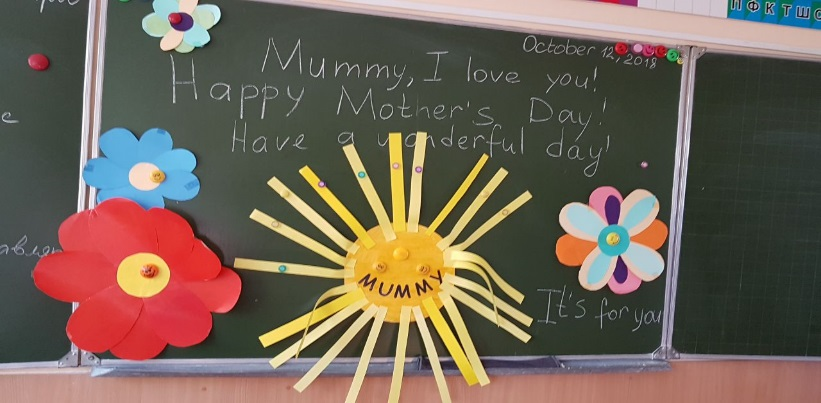 October 12, 2018
Mummy, I love you!
Happy Mother's Day!
Have a wonderful day!
MUMMY
It's for you
П Ф К Т Ш С